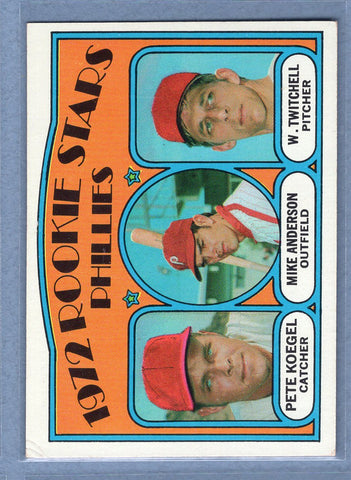 1972 ROOKIE STARS
PHILLIES
PETE KOEGEL
CATCHER
MIKE ANDERSON
OUTFIELD
W. TWITCHELL
PITCHER
P